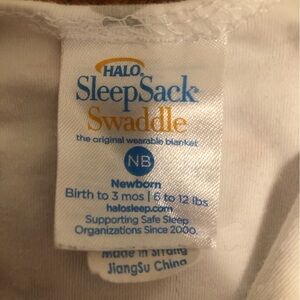 HALO®
SleepSack
Swaddle
the original wearable blanket
NB
Newborn
Birth to 3 mos | 6 to 12 lbs
halosleep.com
Supporting Safe Sleep
Organizations Since 2000.
Made in
JiangSu China